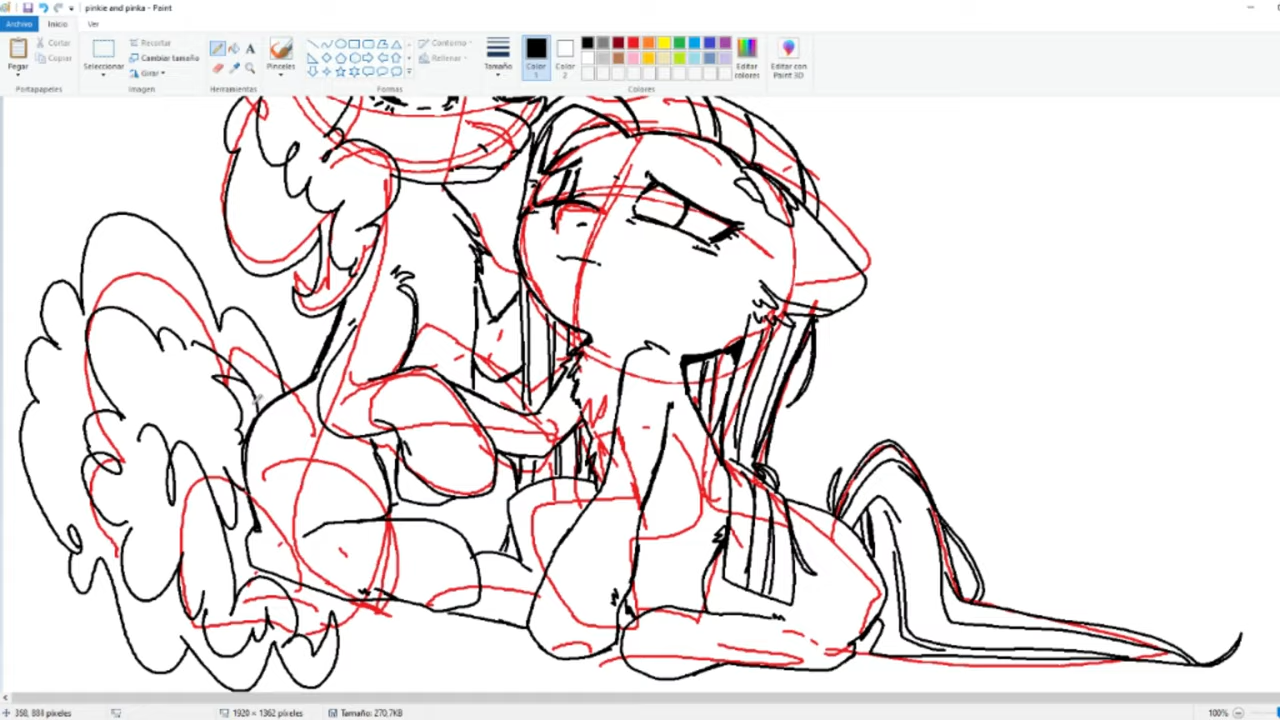 pinkie and pinka - Paint
Archivo Inicio Ver
Pegar
Cortar
Copiar
Portapapeles
Seleccionar
Recortar
Cambiar tamaño
Girar
Imagen
A
Herramientas
Pinceles
Contorno
Rellenar
Formas
Tamaño
Color
1
Color
2
Editar
colores
Editar con
Paint 3D
Colores
1920 × 1362 píxeles
Tamaño: 270,7KB
100%